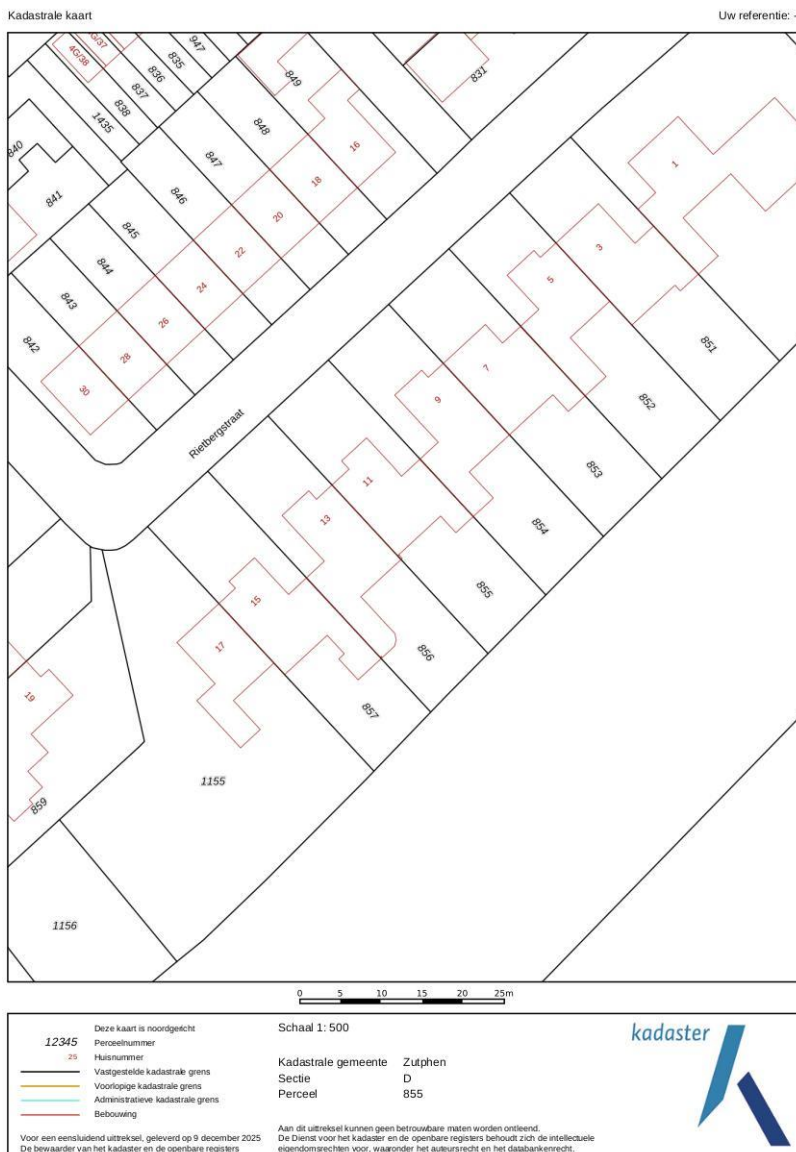 Kadastrale kaart
Uw referentie: -
4G/37
4G/38
947
835
836
837
838
1435
849
831
848
847
846
845
844
843
842
840
841
16
18
20
22
24
26
28
30
1
3
5
7
9
11
13
15
17
19
Rietbergstraat
851
852
853
854
855
856
857
859
1155
1156
0 5 10 15 20 25m
Deze kaart is noordgericht
12345 Perceelnummer
25 Huisnummer
Vastgestelde kadastrale grens
Voorlopige kadastrale grens
Administratieve kadastrale grens
Bebouwing
Voor een eensluidend uittreksel, geleverd op 9 december 2025
De bewaarder van het kadaster en de openbare registers
Schaal 1: 500
Kadastrale gemeente Zutphen
Sectie D
Perceel 855
Aan dit uittreksel kunnen geen betrouwbare maten worden ontleend.
De Dienst voor het kadaster en de openbare registers behoudt zich de intellectuele
eigendomsrechten voor, waaronder het auteursrecht en het databankenrecht.
kadaster